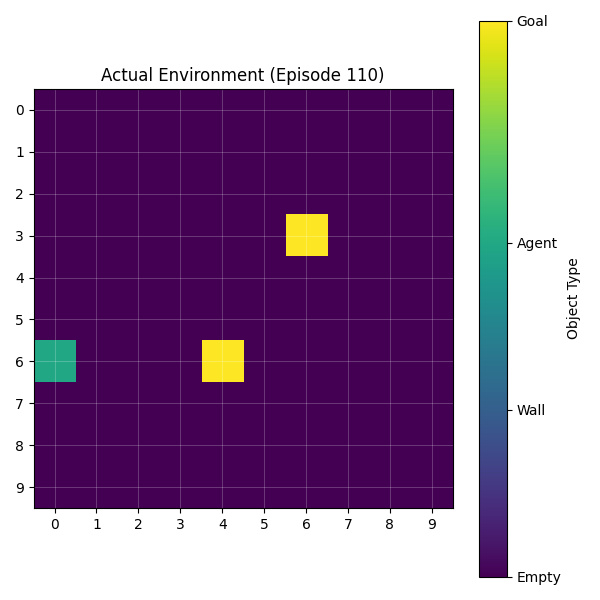 Actual Environment (Episode 110)
0
1
2
3
4
5
6
7
8
9
0 1 2 3 4 5 6 7 8 9
Goal
Agent
Wall
Empty
Object Type